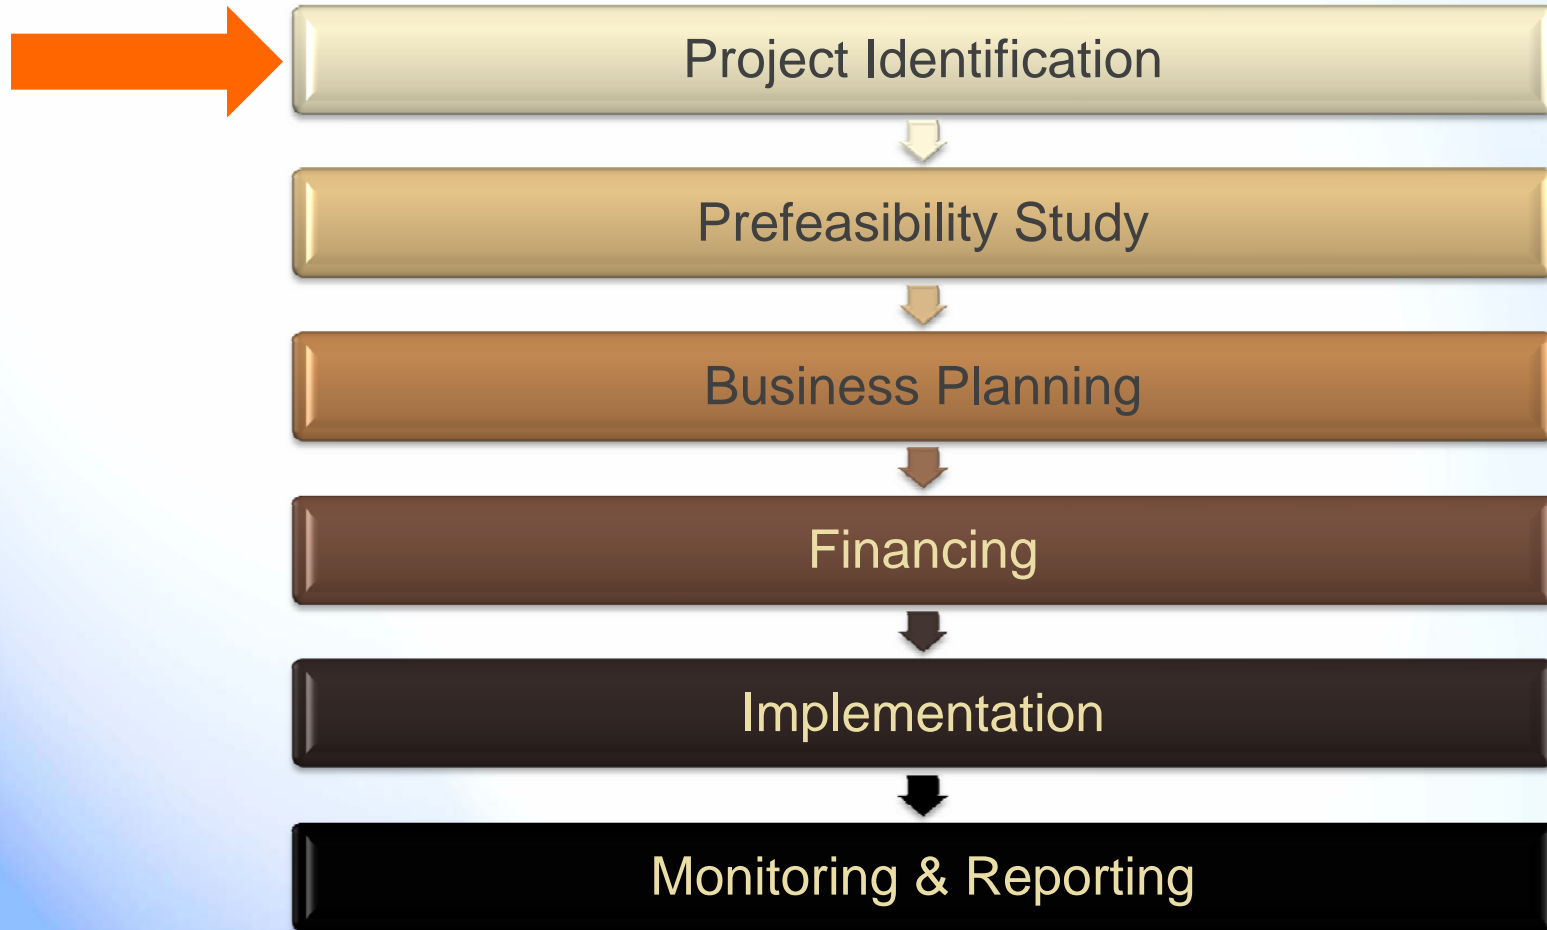 Project Identification
Prefeasibility Study
Business Planning
Financing
Implementation
Monitoring & Reporting